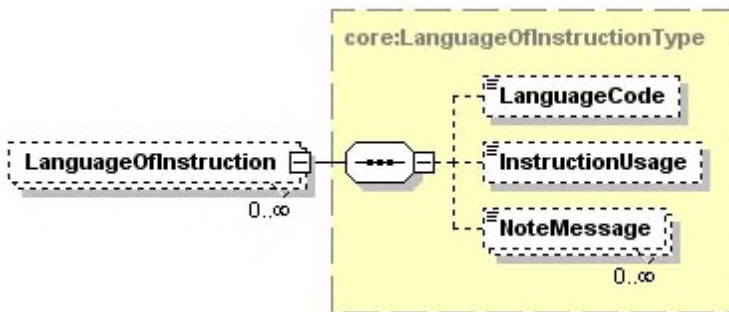 core:LanguageOfInstructionType
LanguageCode
LanguageOfInstruction
InstructionUsage
0..∞
NoteMessage
0..∞